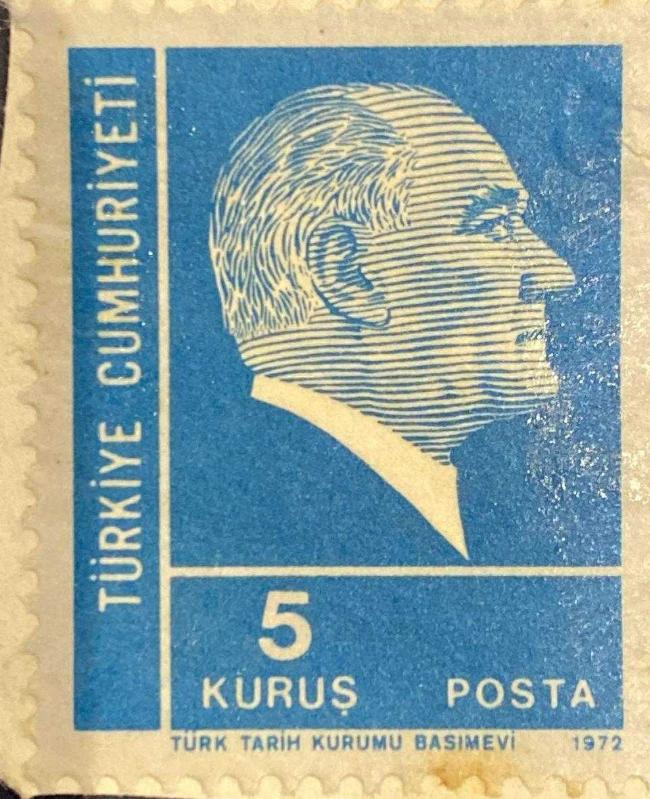 TÜRKİYE CUMHURİYETİ
5
KURUŞ POSTA
TÜRK TARİH KURUMU BASIMEVİ 1972